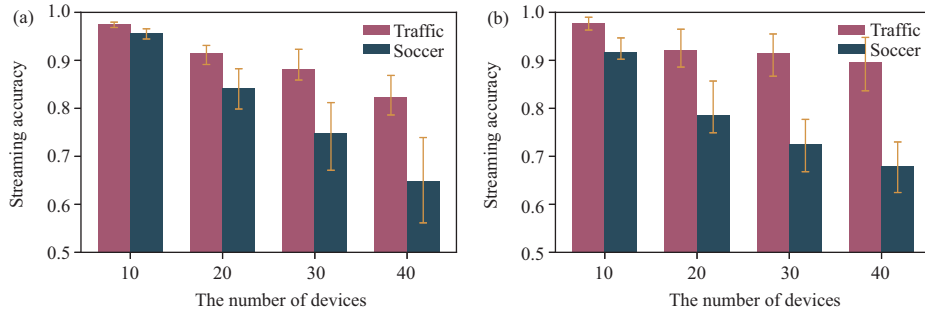 (a)
Streaming accuracy
1.0
0.9
0.8
0.7
0.6
0.5
Traffic
Soccer
10 20 30 40
The number of devices
(b)
Streaming accuracy
1.0
0.9
0.8
0.7
0.6
0.5
Traffic
Soccer
10 20 30 40
The number of devices